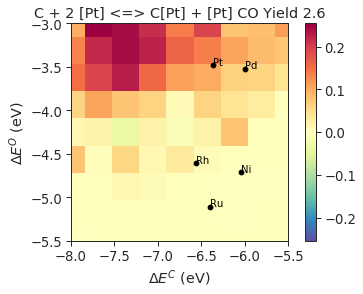 C + 2 [Pt] <=> C[Pt] + [Pt] CO Yield 2.6
−3.0
−3.5
−4.0
−4.5
−5.0
−5.5
ΔE^O (eV)
Pt
Pd
Rh
Ni
Ru
−8.0 −7.5 −7.0 −6.5 −6.0 −5.5
ΔE^C (eV)
0.2
0.1
0.0
−0.1
−0.2